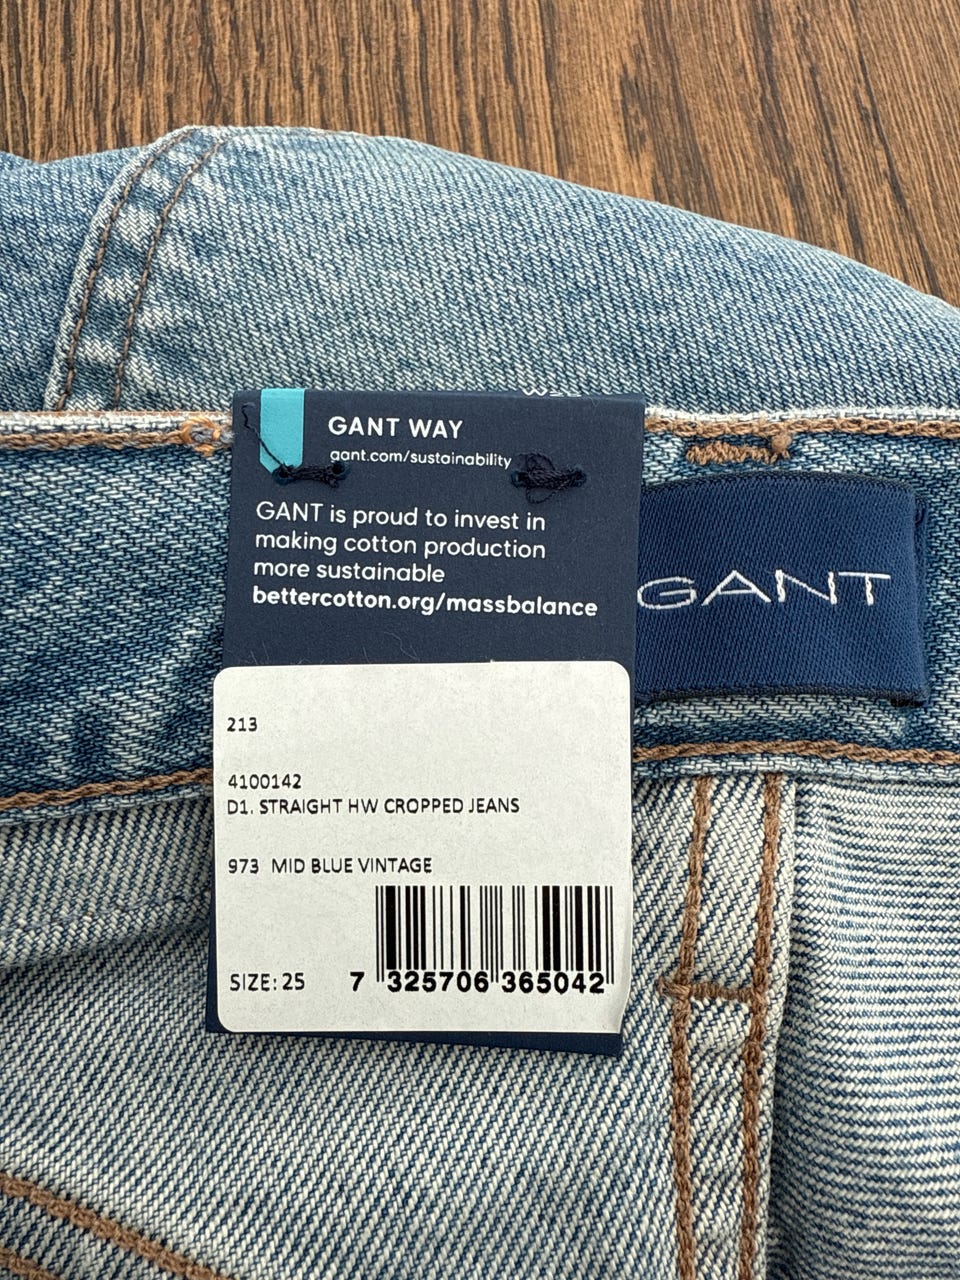 GANT WAY
gant.com/sustainability
GANT is proud to invest in
making cotton production
more sustainable
bettercotton.org/massbalance
GANT
213
4100142
D1. STRAIGHT HW CROPPED JEANS
973 MID BLUE VINTAGE
SIZE: 25
7 325706 365042